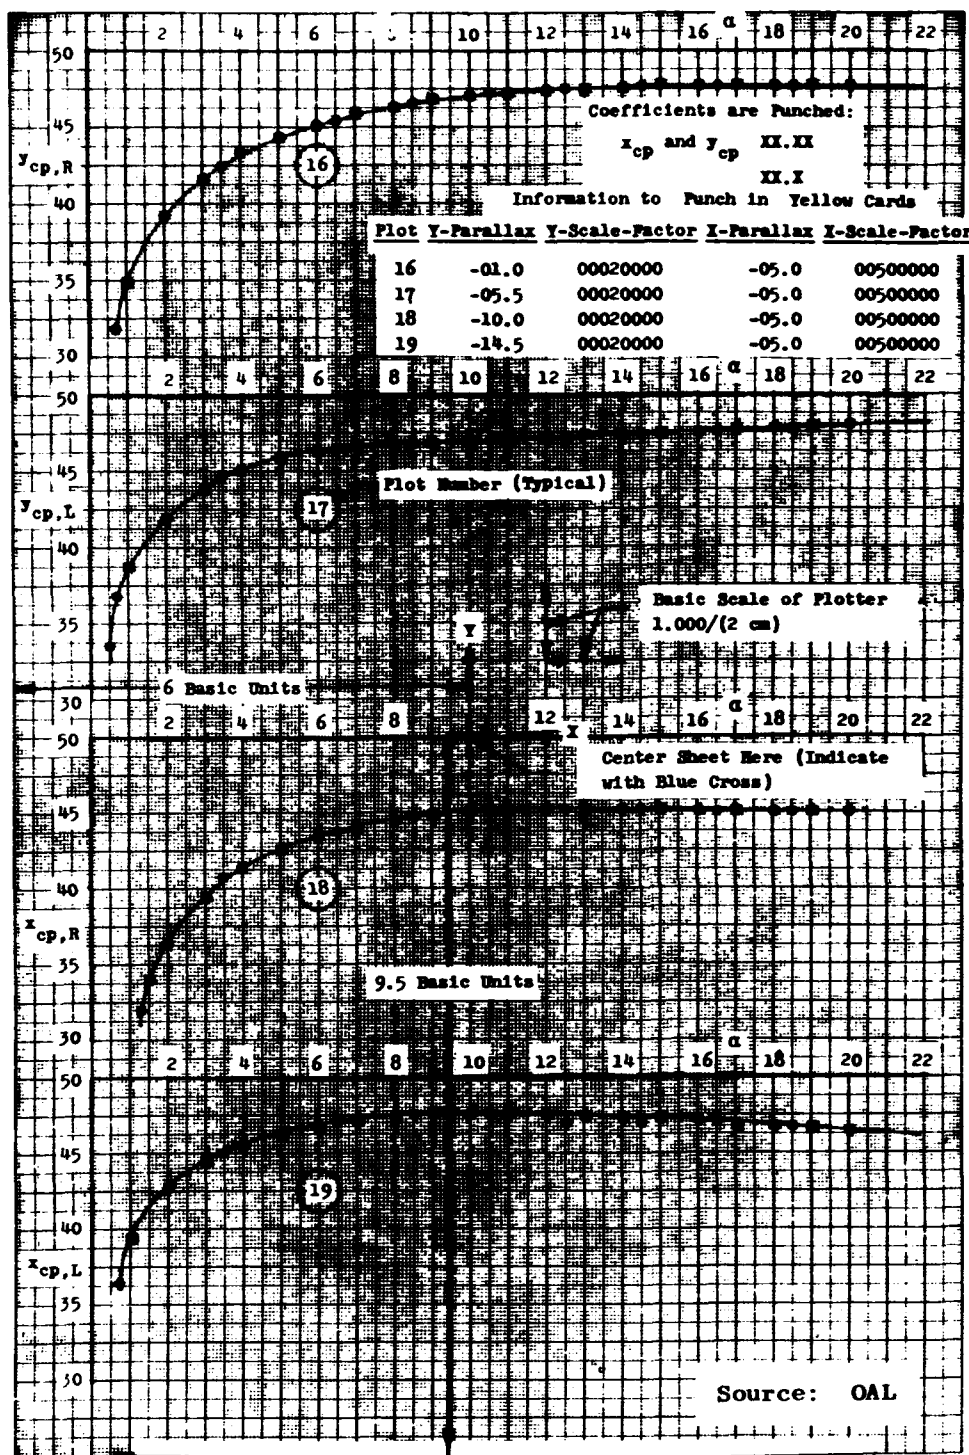 2 4 6 10 12 14 16 α 18 20 22
50
Coefficients are Punched:
45
x_cp and y_cp XX.XX
y_cp,R
16
XX.X
40
Information to Punch in Yellow Cards
Plot Y-Parallax Y-Scale-Factor X-Parallax X-Scale-Factor
16 -01.0 00020000 -05.0 00500000
35
17 -05.5 00020000 -05.0 00500000
18 -10.0 00020000 -05.0 00500000
19 -14.5 00020000 -05.0 00500000
30
2 4 6 8 10 12 14 16 α 18 20 22
50
45
Plot Number (Typical)
y_cp,L
17
40
Basic Scale of Plotter
35
1.000/(2 cm)
Y
6 Basic Units
30
2 4 6 8 12 14 16 α 18 20 22
50
X
Center Sheet Here (Indicate
with Blue Cross)
45
40
18
x_cp,R
35
9.5 Basic Units
30
2 4 6 8 10 12 14 16 α 18 20 22
50
45
19
40
x_cp,L
35
30
Source: OAL